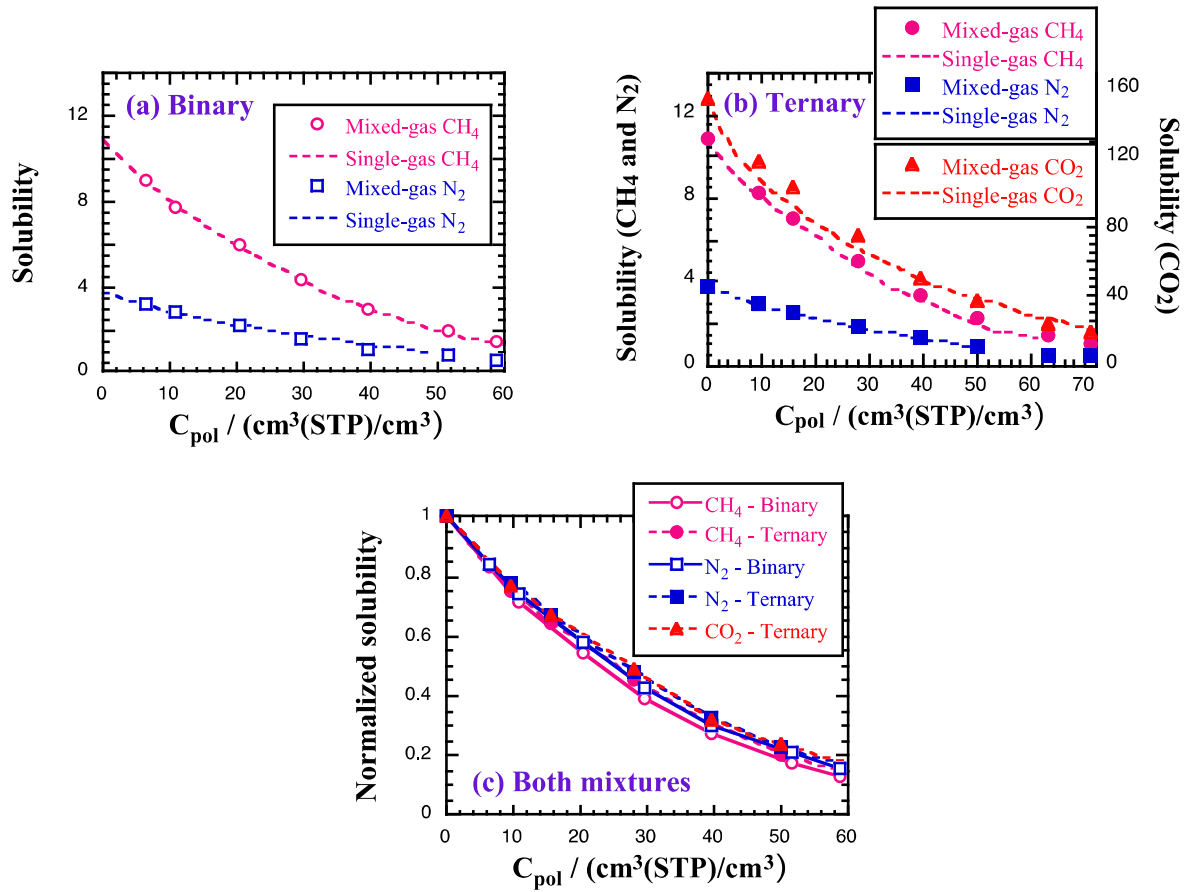 (a) Binary
Mixed-gas CH4
Single-gas CH4
Mixed-gas N2
Single-gas N2
Solubility
12
8
4
0
0 10 20 30 40 50 60
Cpol / (cm3(STP)/cm3)
(b) Ternary
Mixed-gas CH4
Single-gas CH4
Mixed-gas N2
Single-gas N2
Mixed-gas CO2
Single-gas CO2
Solubility (CH4 and N2)
12
8
4
0
160
120
80
40
0
Solubility (CO2)
0 10 20 30 40 50 60 70
Cpol / (cm3(STP)/cm3)
CH4 - Binary
CH4 - Ternary
N2 - Binary
N2 - Ternary
CO2 - Ternary
Normalized solubility
1
0.8
0.6
0.4
0.2
0
(c) Both mixtures
0 10 20 30 40 50 60
Cpol / (cm3(STP)/cm3)